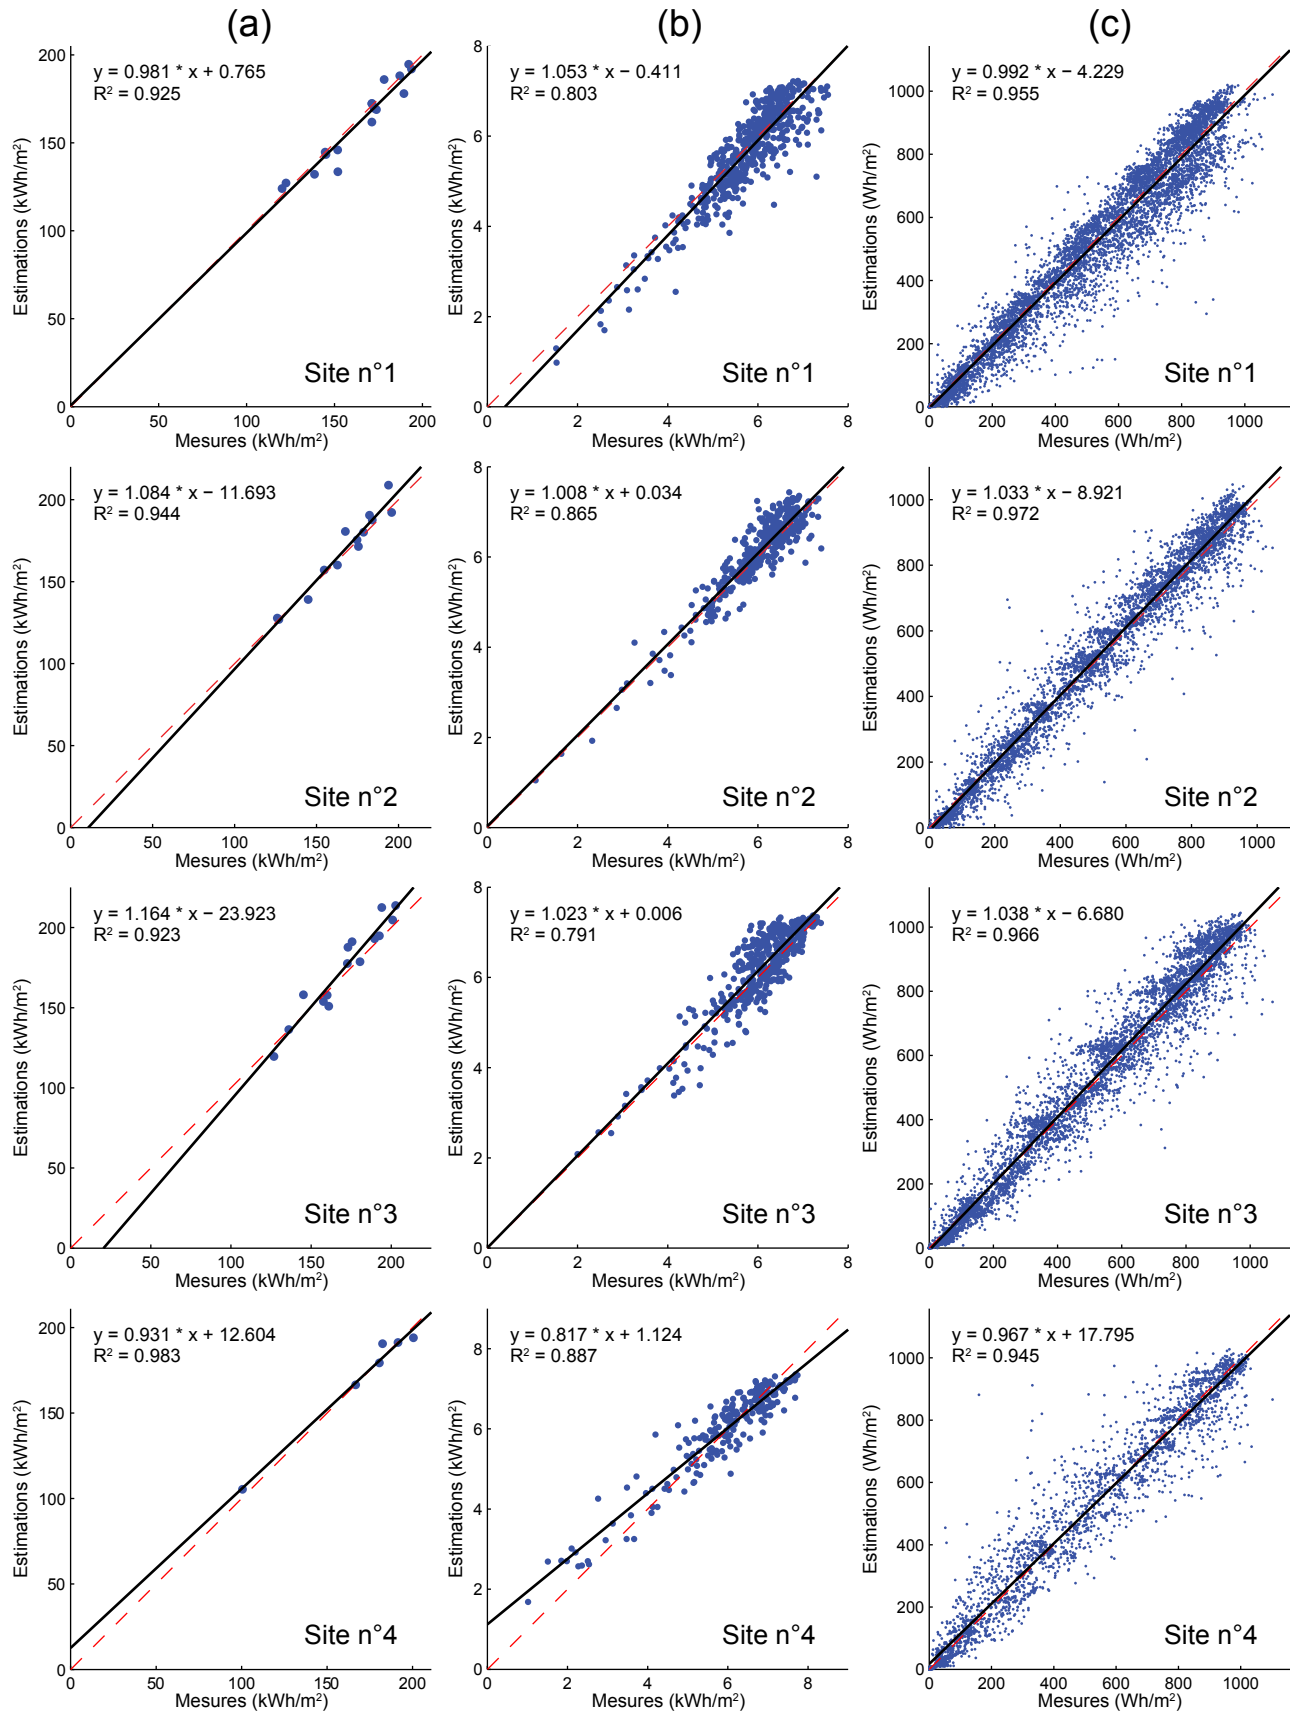 (a) (b) (c)
y = 0.981 * x + 0.765
R² = 0.925
Estimations (kWh/m²)
200
150
100
50
0
50 100 150 200
Mesures (kWh/m²)
Site n°1
y = 1.053 * x − 0.411
R² = 0.803
Estimations (kWh/m²)
8
6
4
2
0
2 4 6 8
Mesures (kWh/m²)
Site n°1
y = 0.992 * x − 4.229
R² = 0.955
Estimations (Wh/m²)
1000
800
600
400
200
0
200 400 600 800 1000
Mesures (Wh/m²)
Site n°1
y = 1.084 * x − 11.693
R² = 0.944
Estimations (kWh/m²)
200
150
100
50
0
50 100 150 200
Mesures (kWh/m²)
Site n°2
y = 1.008 * x + 0.034
R² = 0.865
Estimations (kWh/m²)
8
6
4
2
0
2 4 6 8
Mesures (kWh/m²)
Site n°2
y = 1.033 * x − 8.921
R² = 0.972
Estimations (Wh/m²)
1000
800
600
400
200
0
200 400 600 800 1000
Mesures (Wh/m²)
Site n°2
y = 1.164 * x − 23.923
R² = 0.923
Estimations (kWh/m²)
200
150
100
50
0
50 100 150 200
Mesures (kWh/m²)
Site n°3
y = 1.023 * x + 0.006
R² = 0.791
Estimations (kWh/m²)
8
6
4
2
0
2 4 6 8
Mesures (kWh/m²)
Site n°3
y = 1.038 * x − 6.680
R² = 0.966
Estimations (Wh/m²)
1000
800
600
400
200
0
200 400 600 800 1000
Mesures (Wh/m²)
Site n°3
y = 0.931 * x + 12.604
R² = 0.983
Estimations (kWh/m²)
200
150
100
50
0
50 100 150 200
Mesures (kWh/m²)
Site n°4
y = 0.817 * x + 1.124
R² = 0.887
Estimations (kWh/m²)
8
6
4
2
0
0 2 4 6 8
Mesures (kWh/m²)
Site n°4
y = 0.967 * x + 17.795
R² = 0.945
Estimations (Wh/m²)
1000
800
600
400
200
0
200 400 600 800 1000
Mesures (Wh/m²)
Site n°4